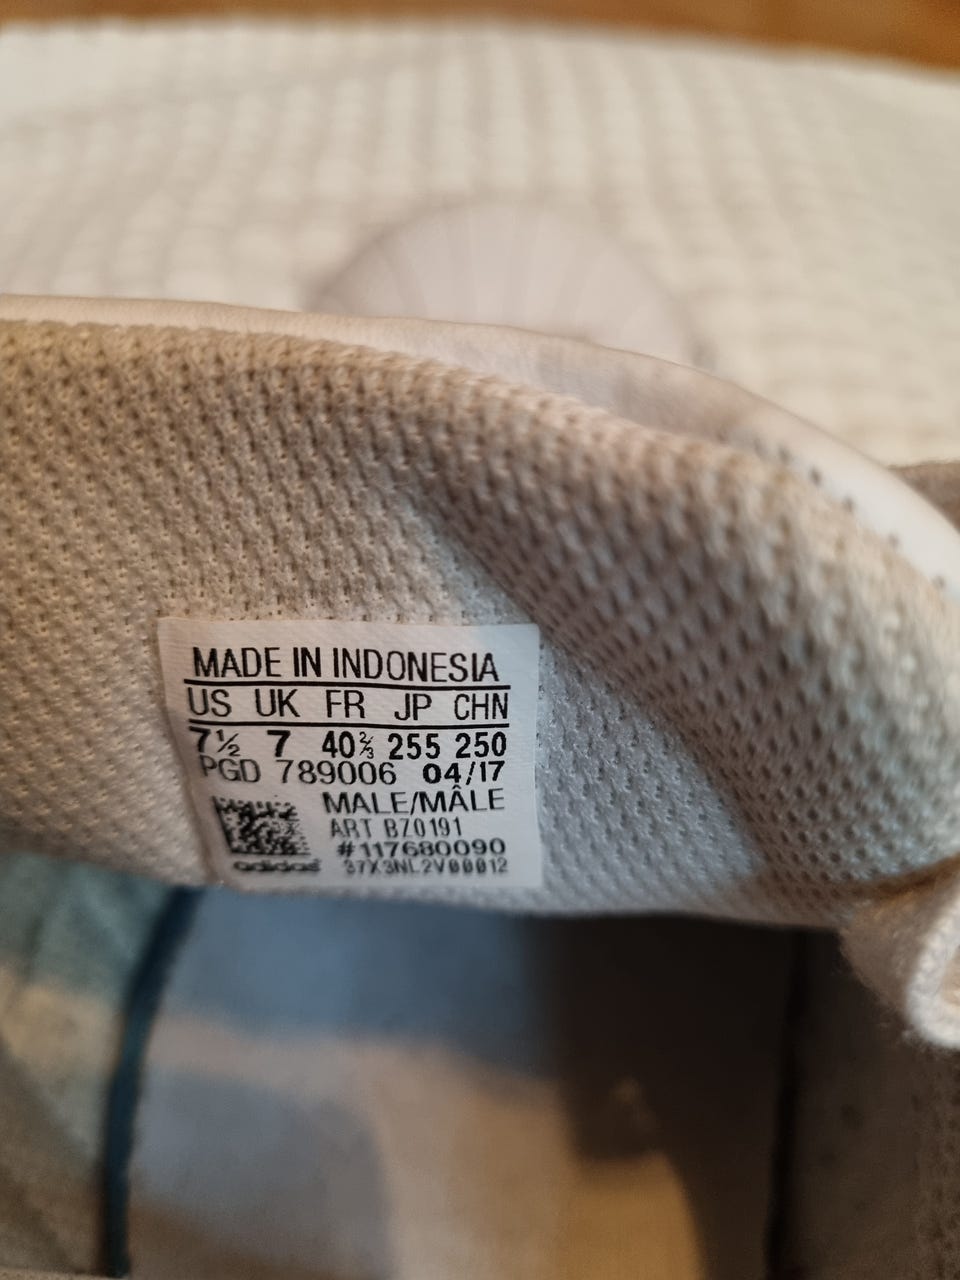 MADE IN INDONESIA
US UK FR JP CHN
7½ 7 40⅔ 255 250
PGD 789006 04/17
MALE/MÂLE
ART BZ0191
#117680090
adidas 37X3NL2V00012